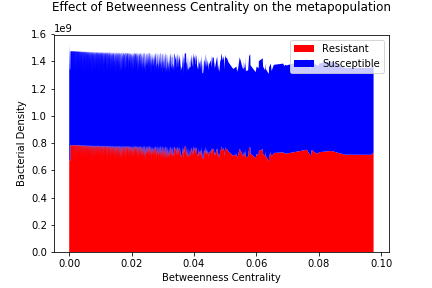 Effect of Betweenness Centrality on the metapopulation
1e9
1.6
1.4
1.2
1.0
0.8
0.6
0.4
0.2
0.0
Bacterial Density
Resistant
Susceptible
0.00 0.02 0.04 0.06 0.08 0.10
Betweenness Centrality